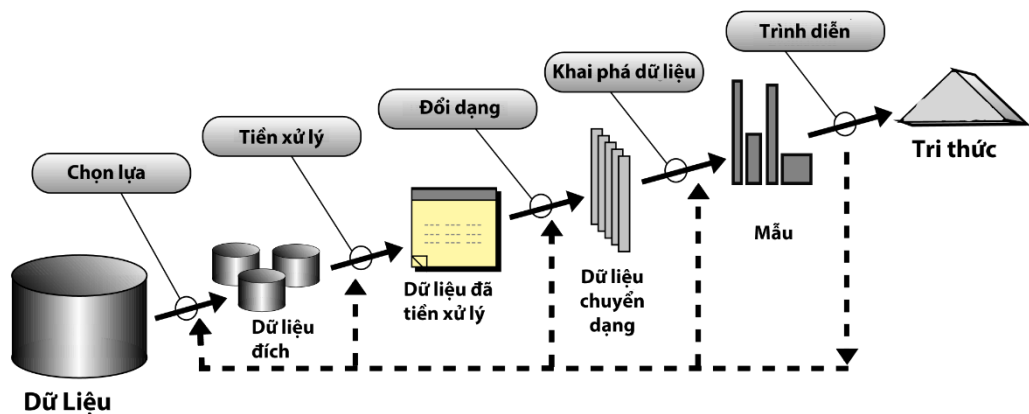 Trình diễn
Khai phá dữ liệu
Đổi dạng
Tiền xử lý
Chọn lựa
Tri thức
Mẫu
Dữ liệu
chuyển
dạng
Dữ liệu đã
tiền xử lý
Dữ liệu
đích
Dữ Liệu